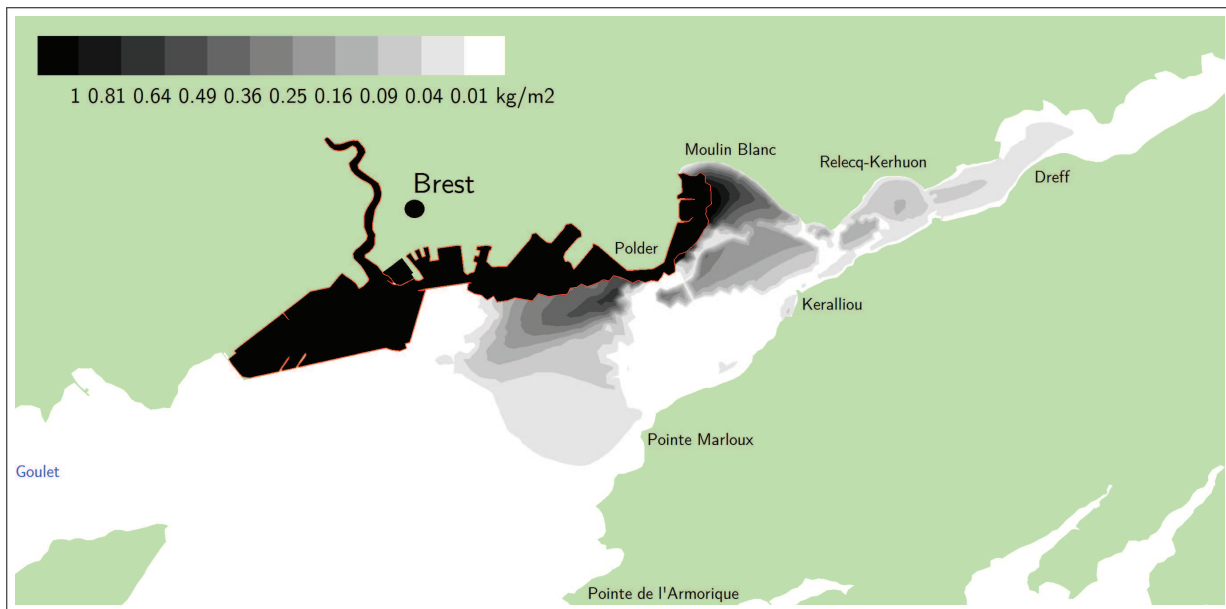 1 0.81 0.64 0.49 0.36 0.25 0.16 0.09 0.04 0.01 kg/m2
Moulin Blanc
Relecq-Kerhuon
Dreff
Brest
Polder
Keralliou
Pointe Marloux
Goulet
Pointe de l'Armorique